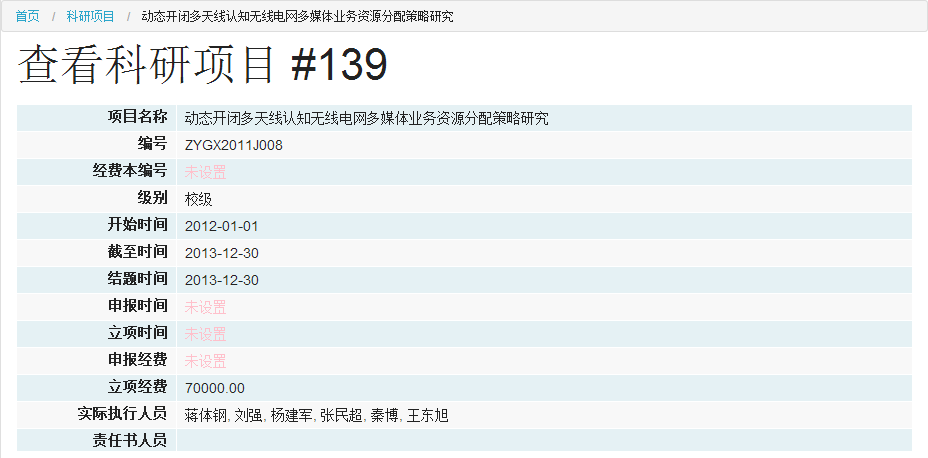 首页 / 科研项目 / 动态开闭多天线认知无线电网多媒体业务资源分配策略研究
查看科研项目 #139
项目名称 动态开闭多天线认知无线电网多媒体业务资源分配策略研究
编号 ZYGX2011J008
经费本编号 未设置
级别 校级
开始时间 2012-01-01
截至时间 2013-12-30
结题时间 2013-12-30
申报时间 未设置
立项时间 未设置
申报经费 未设置
立项经费 70000.00
实际执行人员 蒋体钢, 刘强, 杨建军, 张民超, 秦博, 王东旭
责任书人员